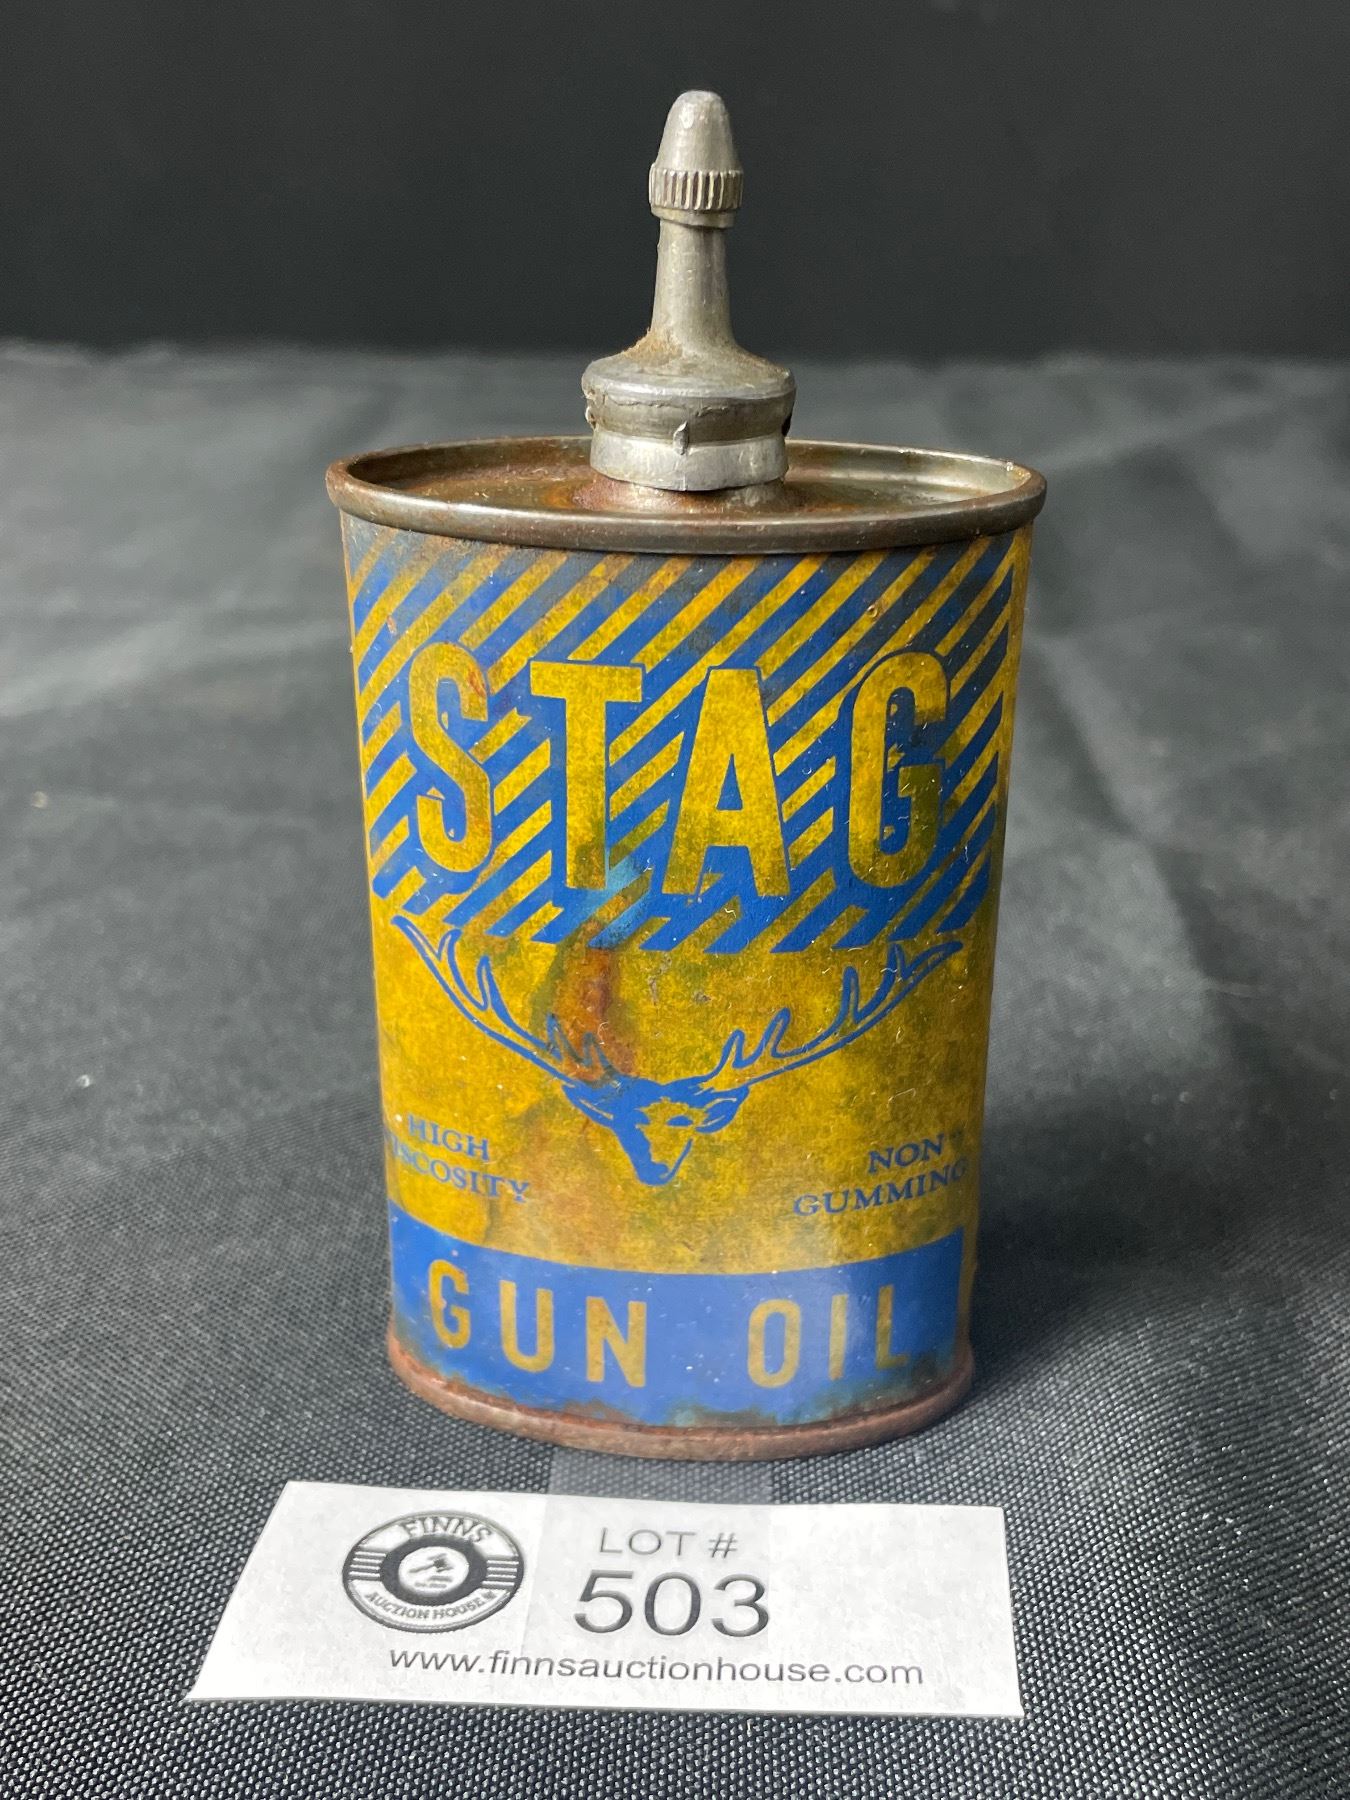 STAG
HIGH
VISCOSITY
NON
GUMMING
GUN OIL
FINNS
AUCTION HOUSE
LOT #
503
www.finnsauctionhouse.com